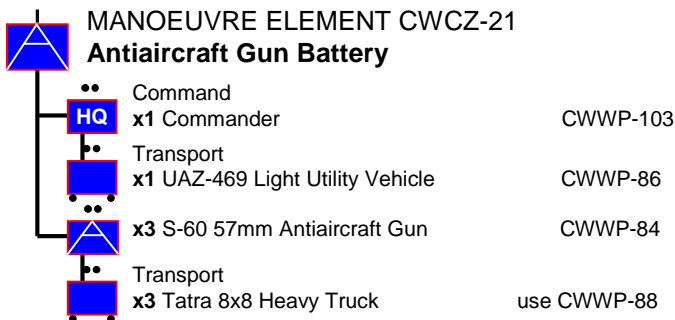 MANOEUVRE ELEMENT CWCZ-21
Antiaircraft Gun Battery
Command
HQ x1 Commander CWWP-103
Transport
x1 UAZ-469 Light Utility Vehicle CWWP-86
x3 S-60 57mm Antiaircraft Gun CWWP-84
Transport
x3 Tatra 8x8 Heavy Truck use CWWP-88